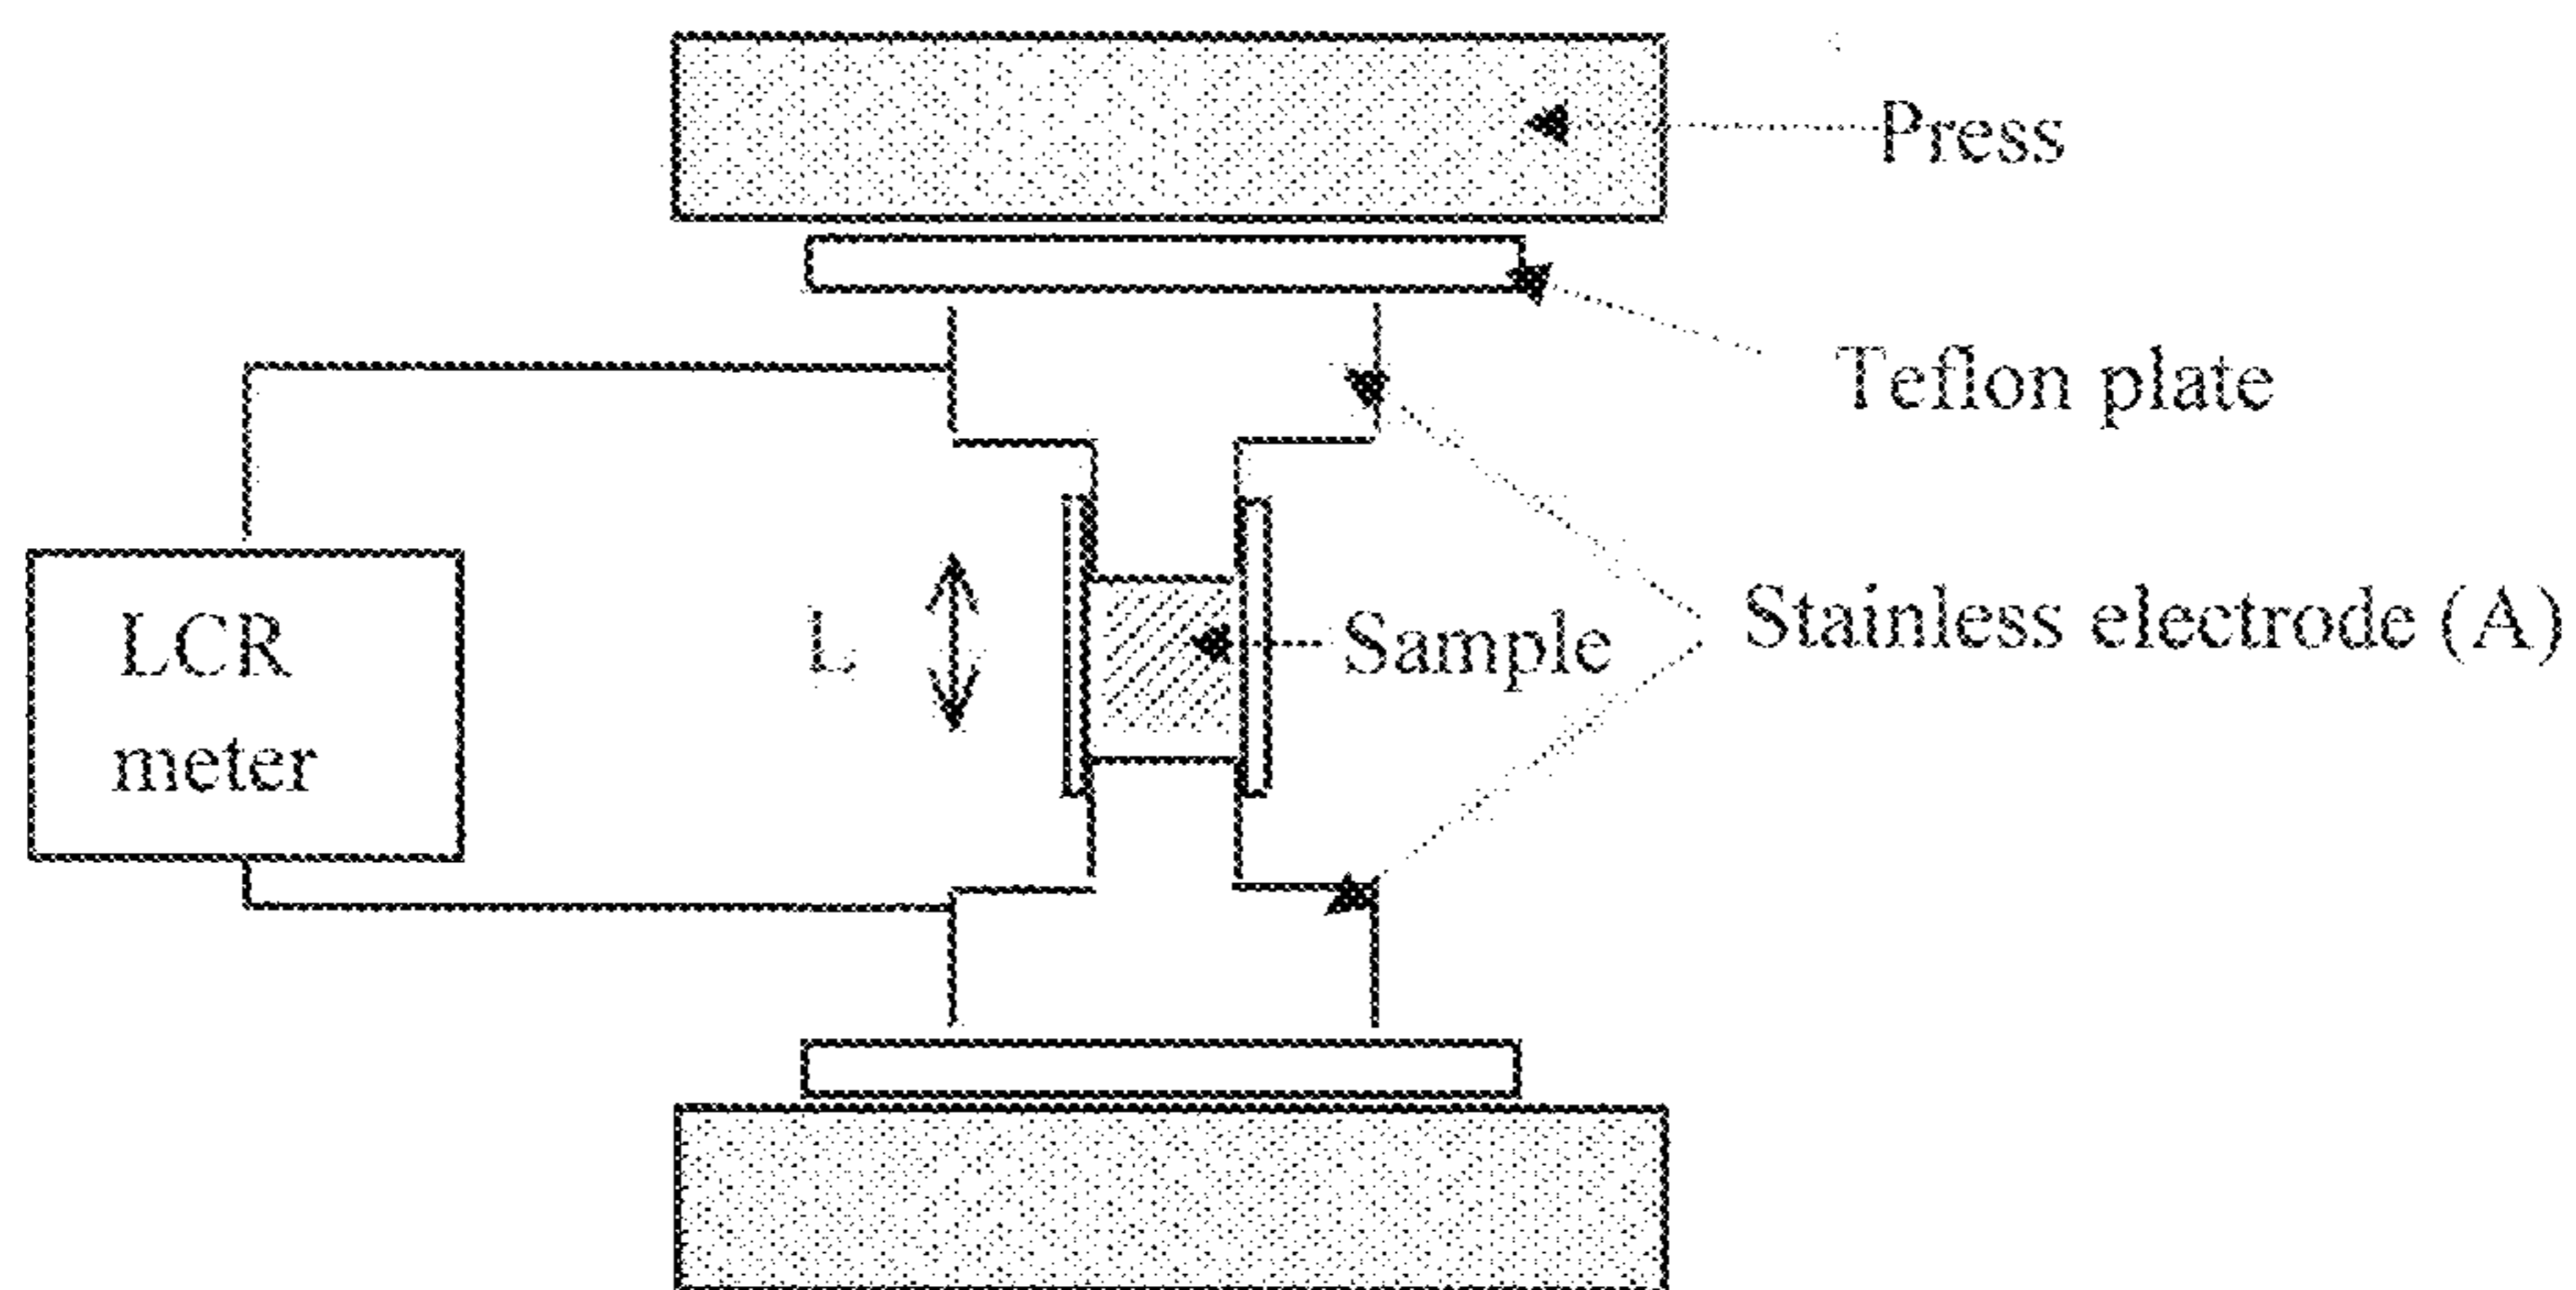 Press
Teflon plate
LCR
meter
L
Sample
Stainless electrode (A)